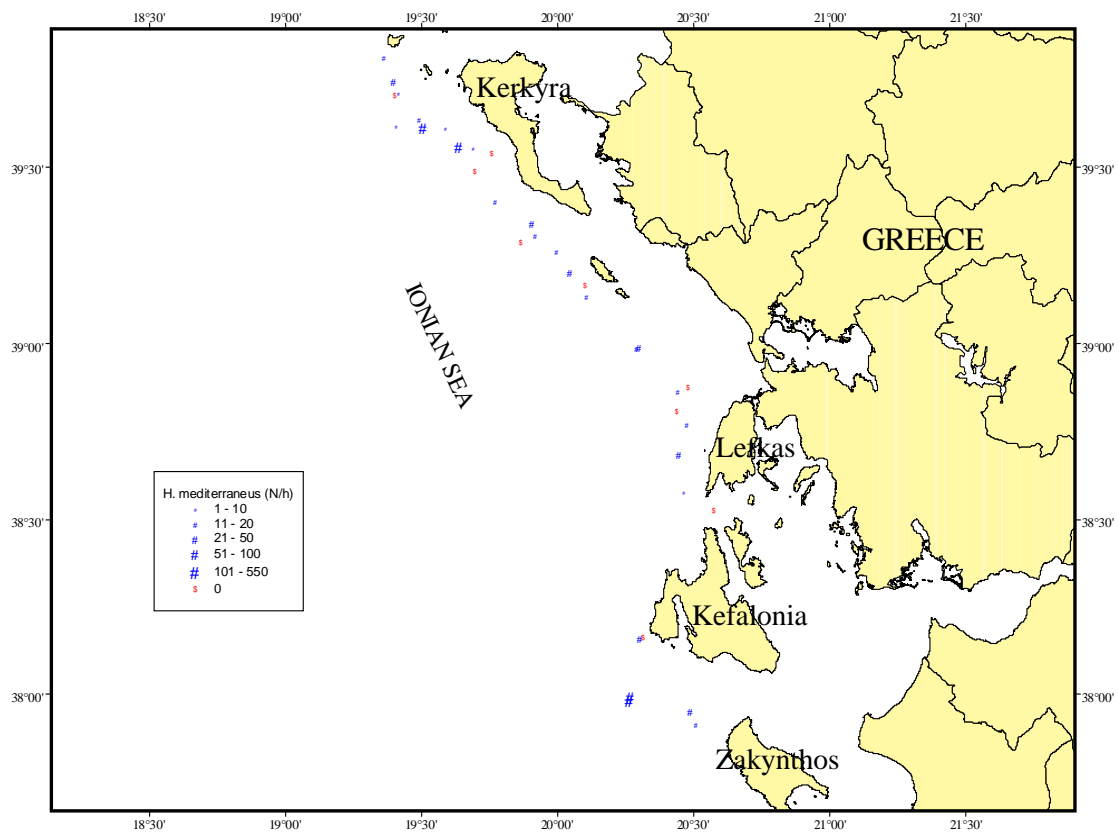 18°30' 19°00' 19°30' 20°00' 20°30' 21°00' 21°30'
Kerkyra
39°30' 39°30'
GREECE
IONIAN SEA
39°00' 39°00'
Lefkas
H. mediterraneus (N/h)
# 1 - 10
# 11 - 20
# 21 - 50
# 51 - 100
# 101 - 550
$ 0
38°30' 38°30'
Kefalonia
38°00' 38°00'
Zakynthos
18°30' 19°00' 19°30' 20°00' 20°30' 21°00' 21°30'